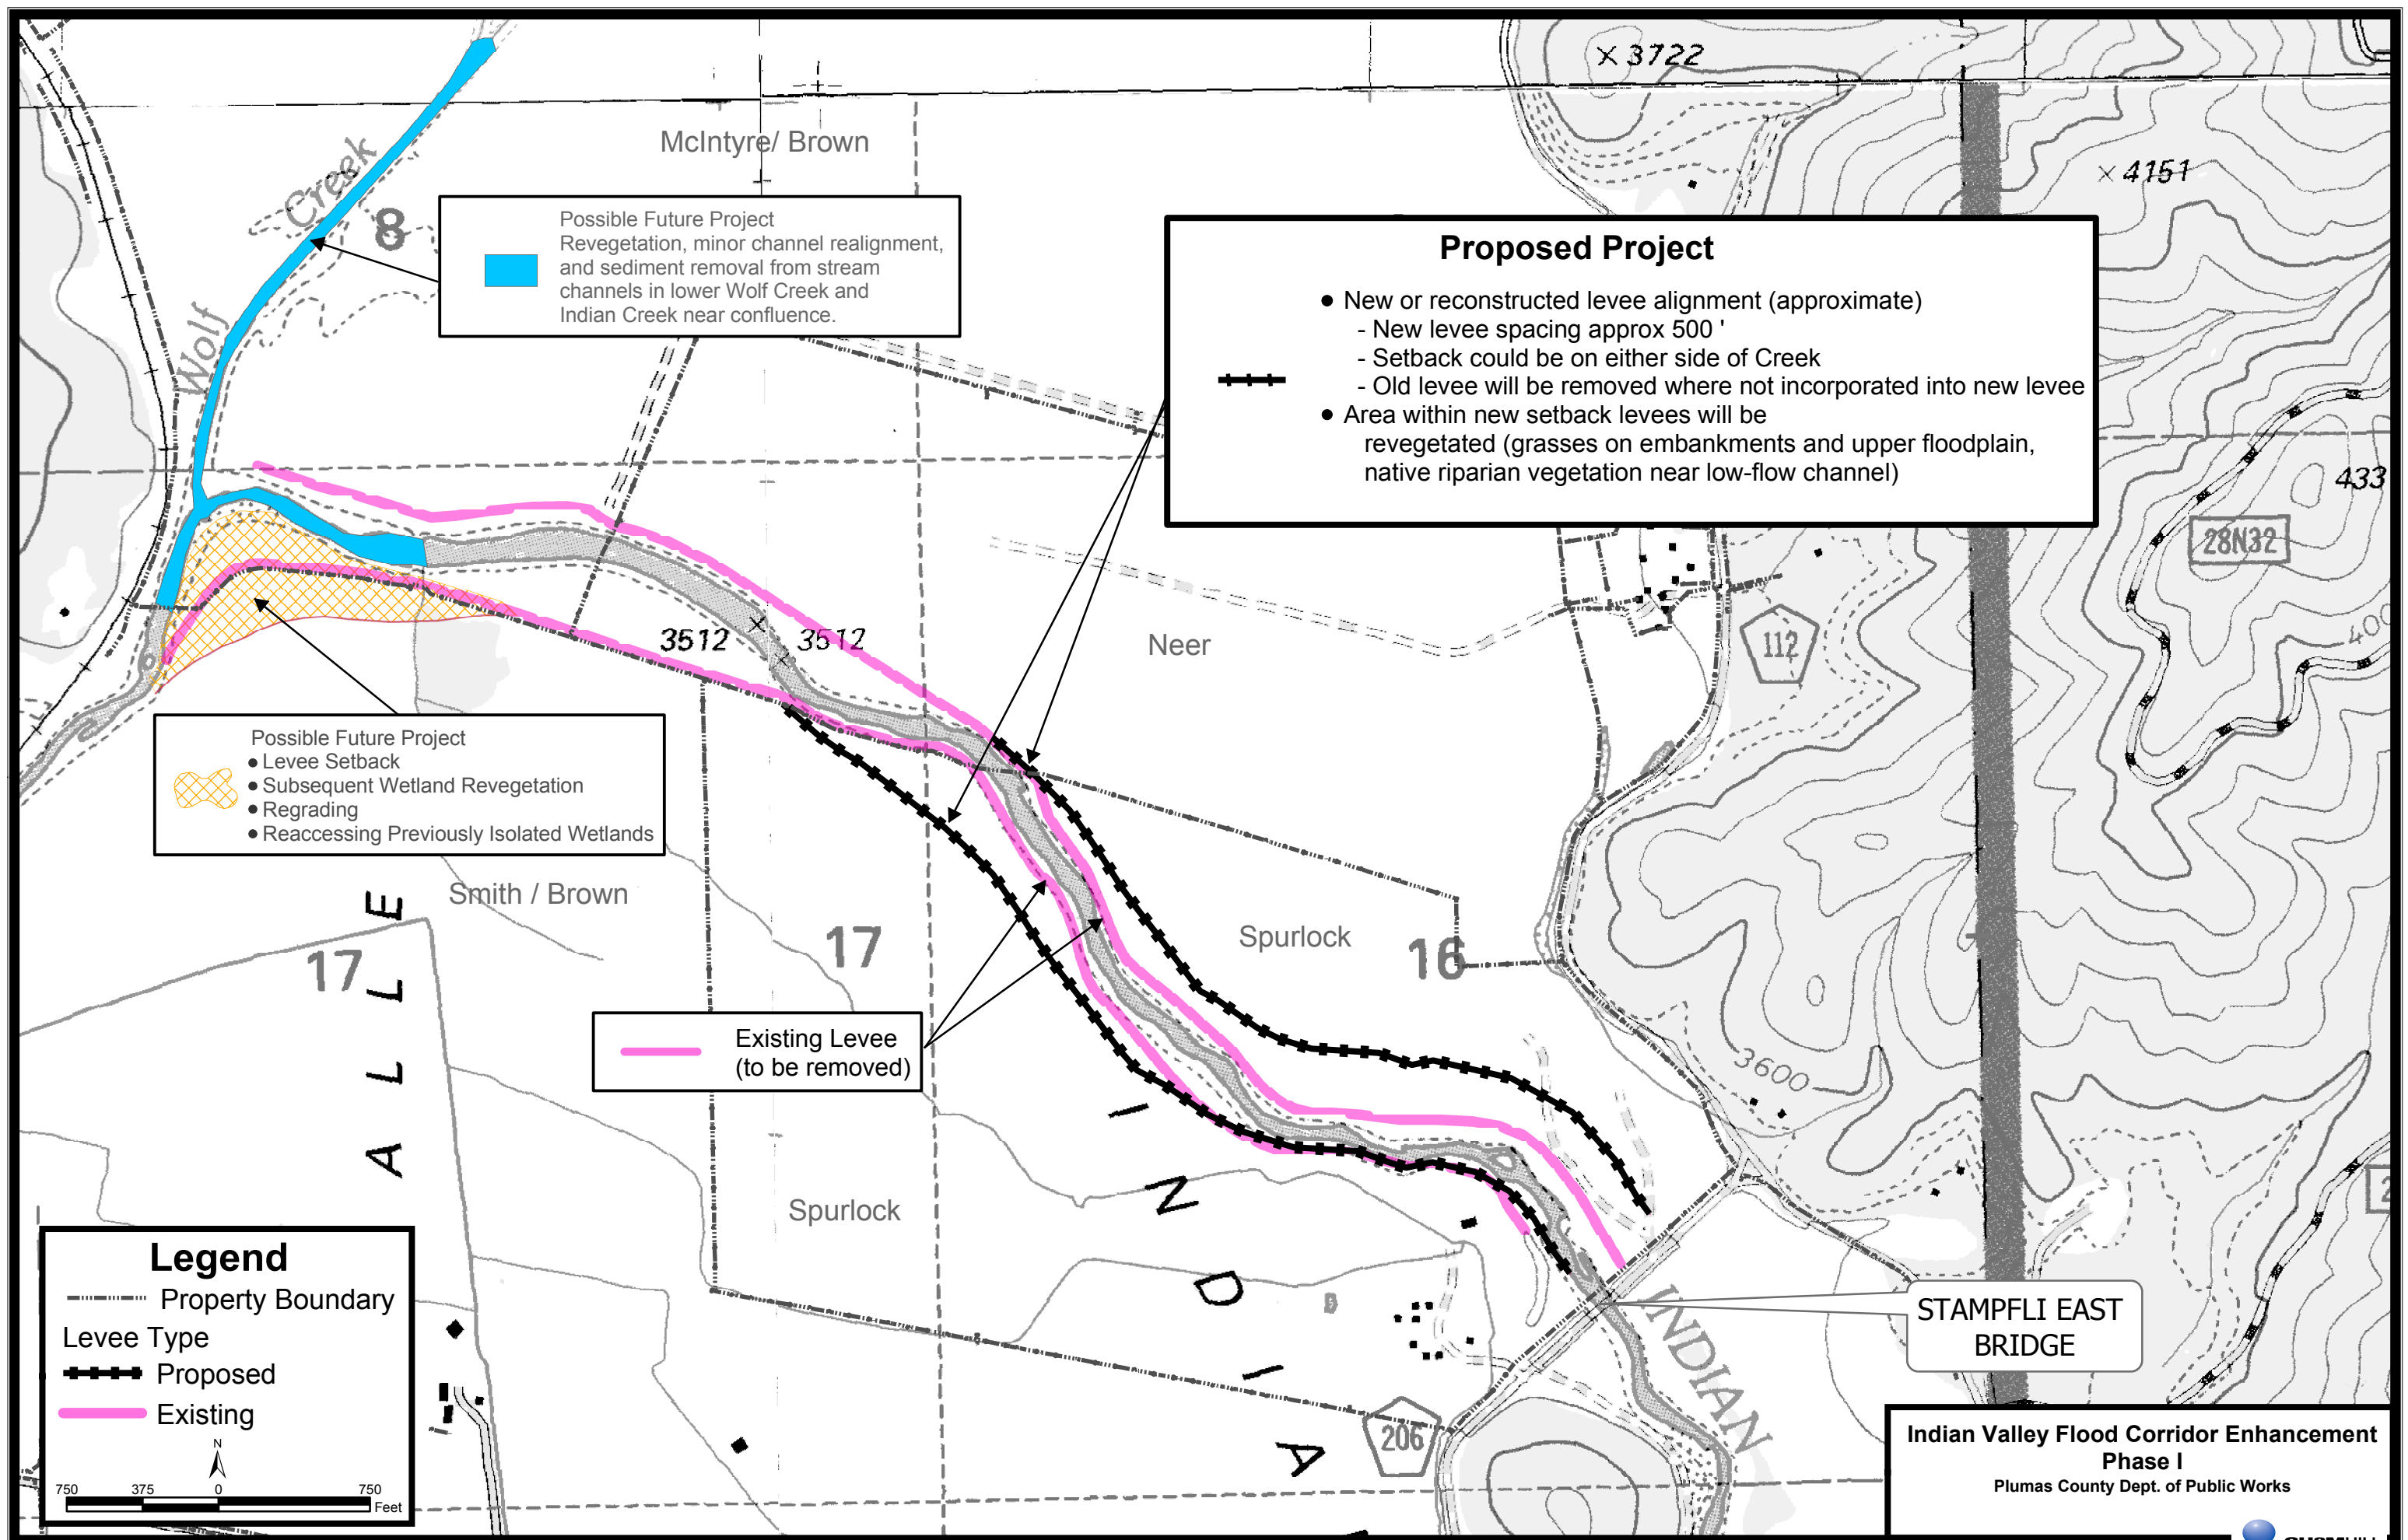 × 3722
× 4151
McIntyre/ Brown
Creek
8
Wolf
Possible Future Project
Revegetation, minor channel realignment,
and sediment removal from stream
channels in lower Wolf Creek and
Indian Creek near confluence.
Proposed Project
● New or reconstructed levee alignment (approximate)
- New levee spacing approx 500 '
- Setback could be on either side of Creek
- Old levee will be removed where not incorporated into new levee
● Area within new setback levees will be
revegetated (grasses on embankments and upper floodplain,
native riparian vegetation near low-flow channel)
433
28N32
400
112
3512
3512
Neer
Possible Future Project
● Levee Setback
● Subsequent Wetland Revegetation
● Regrading
● Reaccessing Previously Isolated Wetlands
Smith / Brown
17
17
Spurlock
16
A L L E
Existing Levee
(to be removed)
3600
Spurlock
I N D I A
INDIAN
206
2
STAMPFLI EAST
BRIDGE
Legend
Property Boundary
Levee Type
Proposed
Existing
N
750 375 0 750
Feet
Indian Valley Flood Corridor Enhancement
Phase I
Plumas County Dept. of Public Works